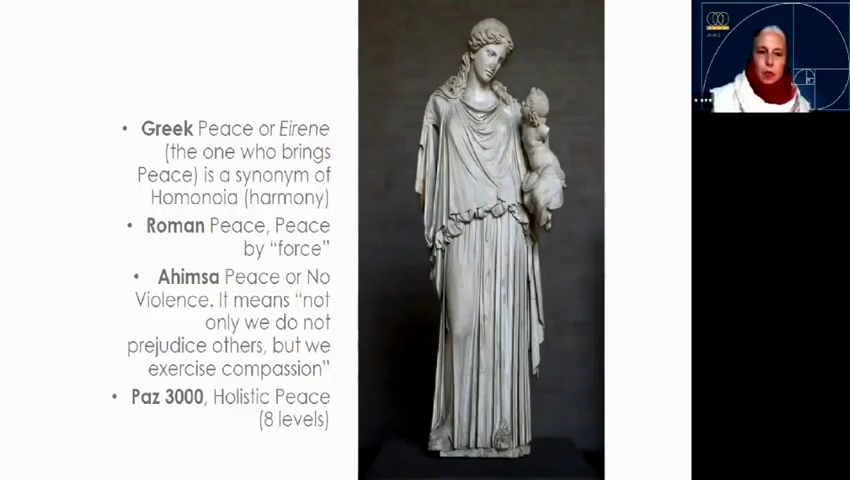 • Greek Peace or Eirene
(the one who brings
Peace) is a synonym of
Homonoia (harmony)
• Roman Peace, Peace
by “force”
• Ahimsa Peace or No
Violence. It means “not
only we do not
prejudice others, but we
exercise compassion”
• Paz 3000, Holistic Peace
(8 levels)